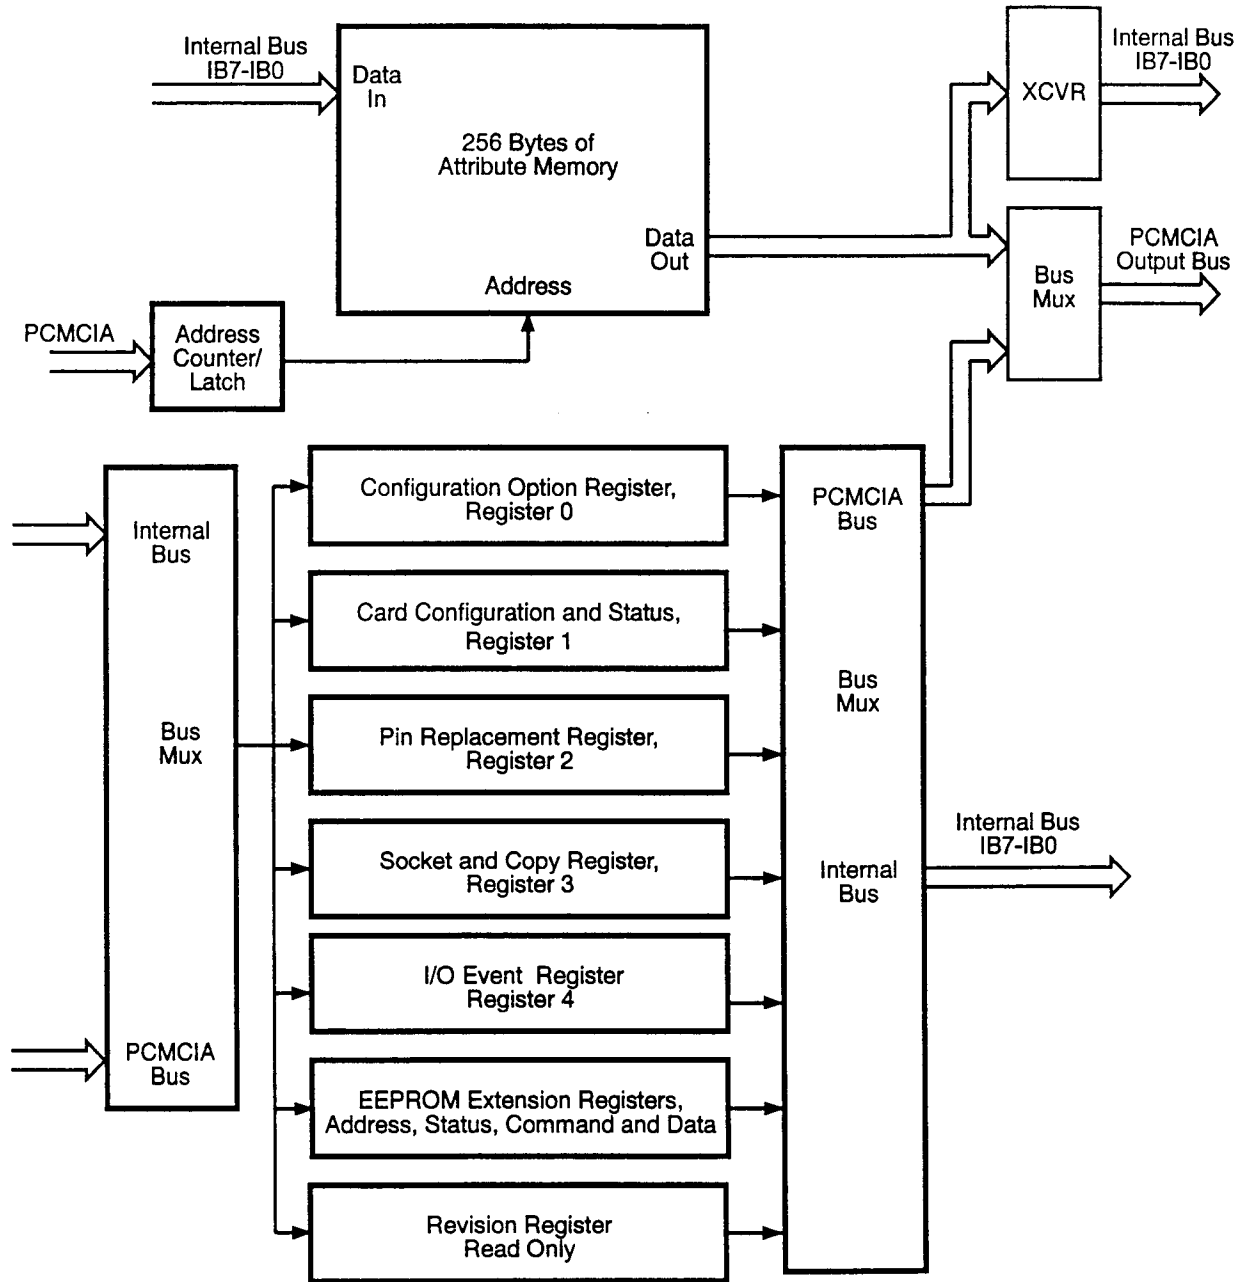 Internal Bus
IB7-IB0
Data
In
256 Bytes of
Attribute Memory
Data
Out
Address
XCVR
Internal Bus
IB7-IB0
Bus
Mux
PCMCIA
Output Bus
PCMCIA
Address
Counter/
Latch
Internal
Bus
Bus
Mux
PCMCIA
Bus
Configuration Option Register,
Register 0
Card Configuration and Status,
Register 1
Pin Replacement Register,
Register 2
Socket and Copy Register,
Register 3
I/O Event Register
Register 4
EEPROM Extension Registers,
Address, Status, Command and Data
Revision Register
Read Only
PCMCIA
Bus
Bus
Mux
Internal
Bus
Internal Bus
IB7-IB0